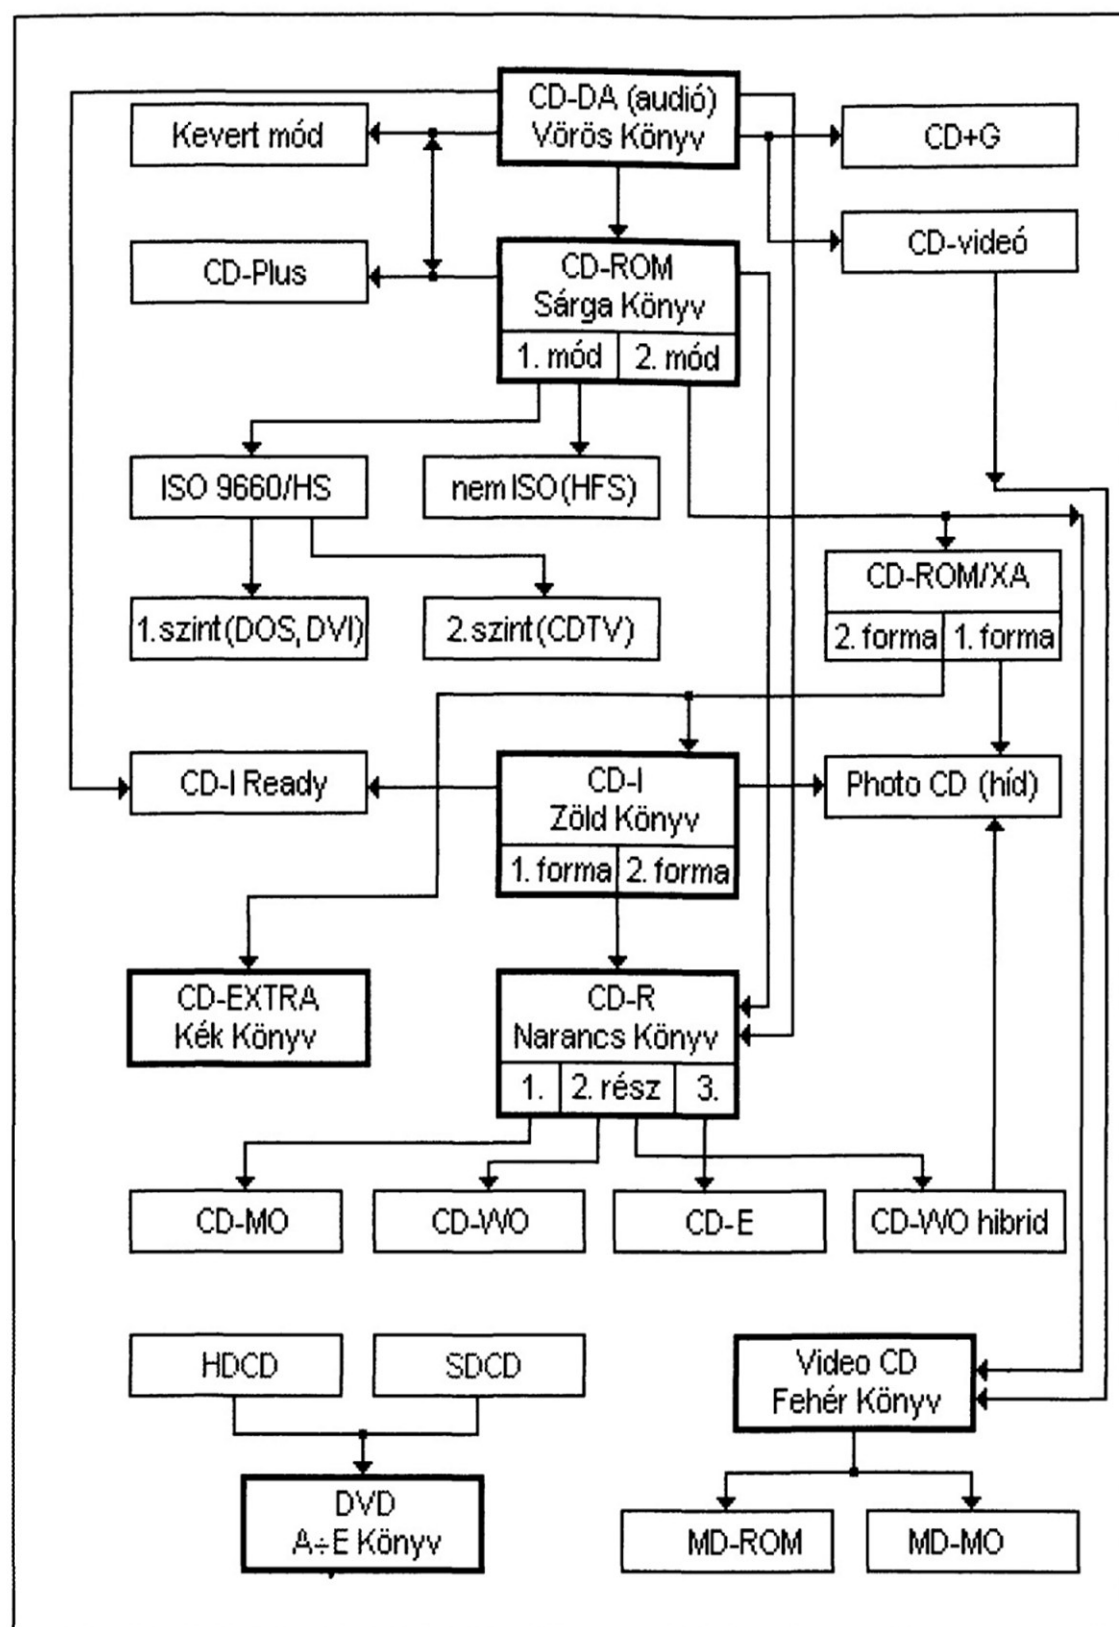 CD-DA (audió)
Vörös Könyv
Kevert mód
CD+G
CD-videó
CD-Plus
CD-ROM
Sárga Könyv
1. mód
2. mód
ISO 9660/HS
nem ISO(HFS)
CD-ROM/XA
2. forma
1. forma
1.szint(DOS, DVI)
2.szint(CDTV)
CD-I Ready
CD-I
Zöld Könyv
1. forma
2. forma
Photo CD (híd)
CD-EXTRA
Kék Könyv
CD-R
Narancs Könyv
1.
2. rész
3.
CD-MO
CD-WO
CD-E
CD-WO hibrid
HDCD
SDCD
Video CD
Fehér Könyv
DVD
A÷E Könyv
MD-ROM
MD-MO